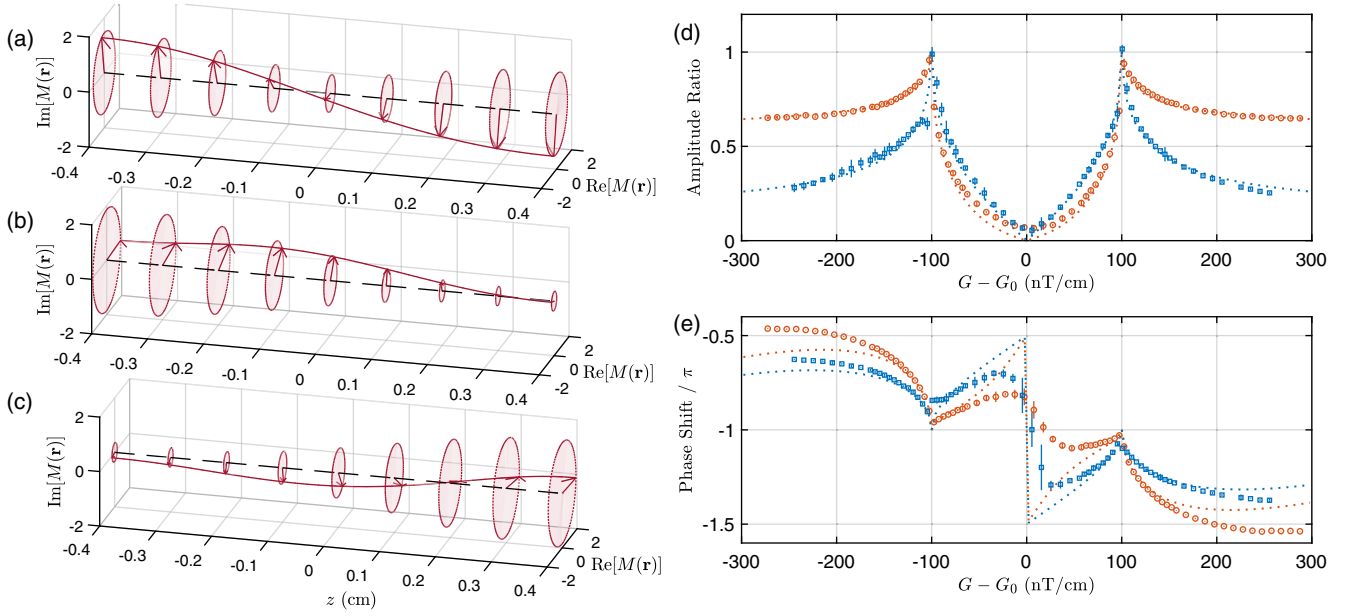 (a)
Im[M(r)]
2
0
-2
-0.4
-0.3
-0.2
-0.1
0
0.1
0.2
0.3
0.4
2
0
-2
Re[M(r)]
(b)
Im[M(r)]
2
0
-2
-0.4
-0.3
-0.2
-0.1
0
0.1
0.2
0.3
0.4
2
0
-2
Re[M(r)]
(c)
Im[M(r)]
2
0
-2
-0.4
-0.3
-0.2
-0.1
0
0.1
0.2
0.3
0.4
2
0
-2
Re[M(r)]
z (cm)
(d)
Amplitude Ratio
1
0.5
0
-300 -200 -100 0 100 200 300
G − G₀ (nT/cm)
(e)
Phase Shift / π
-0.5
-1
-1.5
-300 -200 -100 0 100 200 300
G − G₀ (nT/cm)